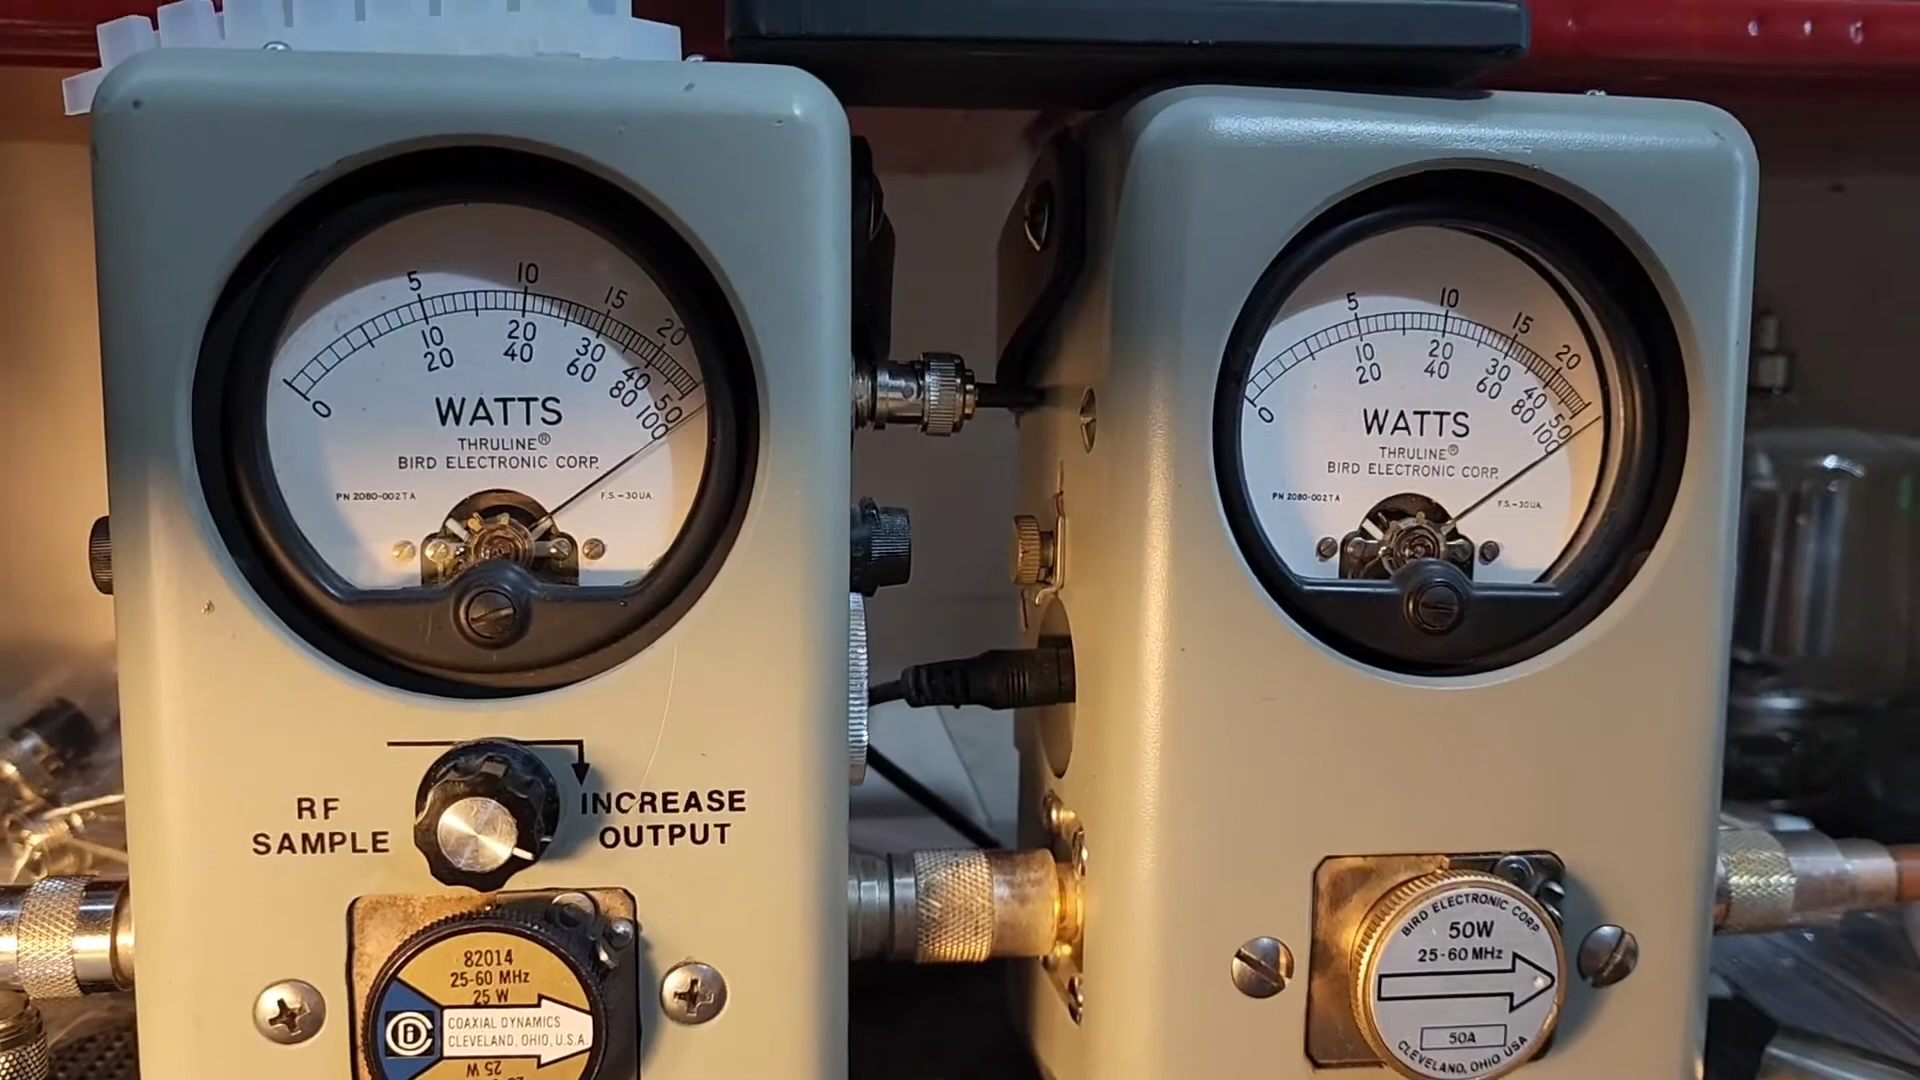 5 10 15 20
10 20 30 40 50
0 20 40 60 80 100
WATTS
THRULINE®
BIRD ELECTRONIC CORP.
PN 2080-002TA
F.S.-30UA.
RF
SAMPLE
INCREASE
OUTPUT
82014
25-60 MHz
25 W
COAXIAL DYNAMICS
CLEVELAND, OHIO, U.S.A.
25 W
5 10 15 20
10 20 30 40 50
0 20 40 60 80 100
WATTS
THRULINE®
BIRD ELECTRONIC CORP.
PN 2080-002TA
F.S.-30UA.
BIRD ELECTRONIC CORP.
50W
25-60 MHz
50A
CLEVELAND, OHIO USA